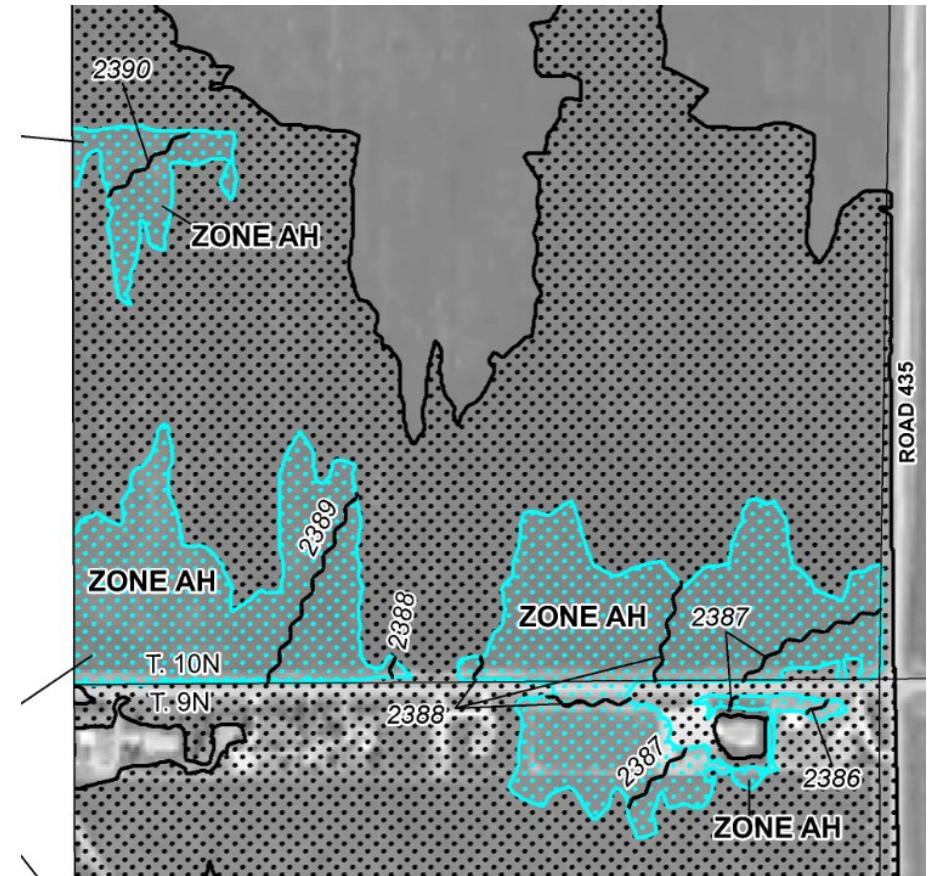 2390
ZONE AH
ROAD 435
2389
ZONE AH
2388
ZONE AH
2387
T. 10N
T. 9N
2388
2387
2386
ZONE AH